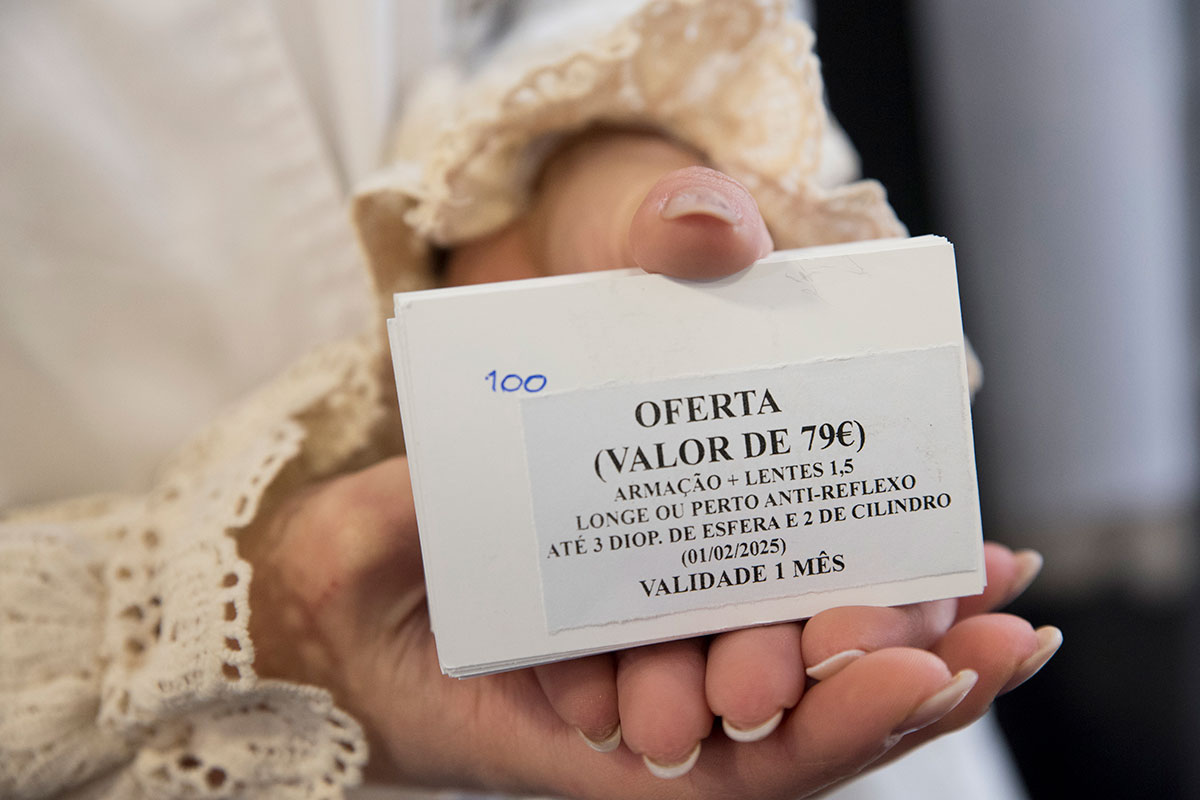 100
OFERTA
(VALOR DE 79€)
ARMAÇÃO + LENTES 1,5
LONGE OU PERTO ANTI-REFLEXO
ATÉ 3 DIOP. DE ESFERA E 2 DE CILINDRO
(01/02/2025)
VALIDADE 1 MÊS